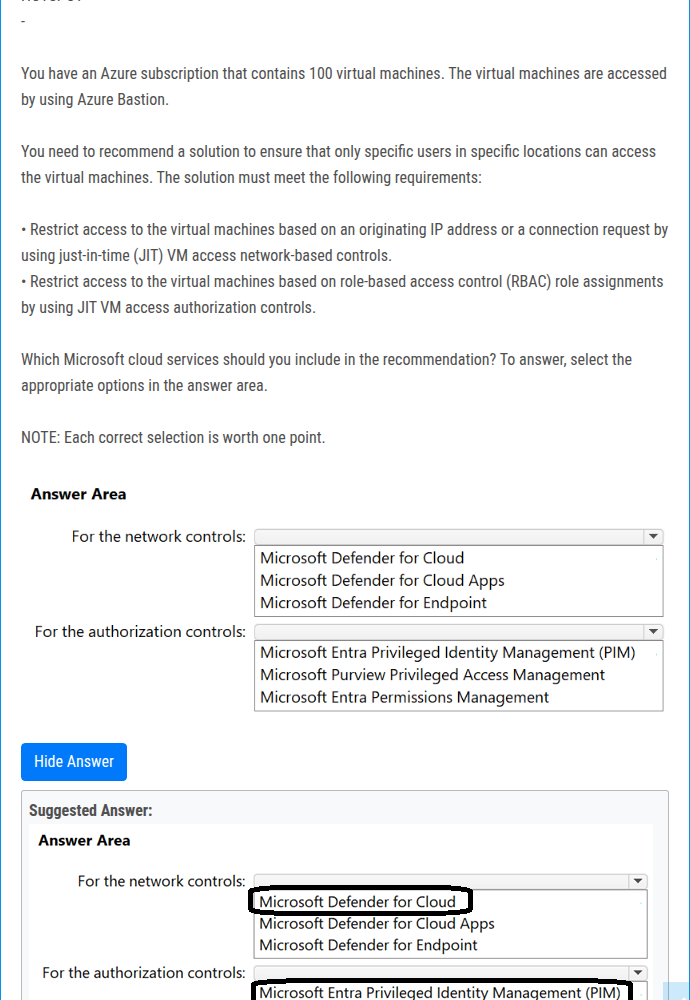 -
You have an Azure subscription that contains 100 virtual machines. The virtual machines are accessed
by using Azure Bastion.
You need to recommend a solution to ensure that only specific users in specific locations can access
the virtual machines. The solution must meet the following requirements:
• Restrict access to the virtual machines based on an originating IP address or a connection request by
using just-in-time (JIT) VM access network-based controls.
• Restrict access to the virtual machines based on role-based access control (RBAC) role assignments
by using JIT VM access authorization controls.
Which Microsoft cloud services should you include in the recommendation? To answer, select the
appropriate options in the answer area.
NOTE: Each correct selection is worth one point.
Answer Area
For the network controls:
Microsoft Defender for Cloud
Microsoft Defender for Cloud Apps
Microsoft Defender for Endpoint
For the authorization controls:
Microsoft Entra Privileged Identity Management (PIM)
Microsoft Purview Privileged Access Management
Microsoft Entra Permissions Management
Hide Answer
Suggested Answer:
Answer Area
For the network controls:
Microsoft Defender for Cloud
Microsoft Defender for Cloud Apps
Microsoft Defender for Endpoint
For the authorization controls:
Microsoft Entra Privileged Identity Management (PIM)